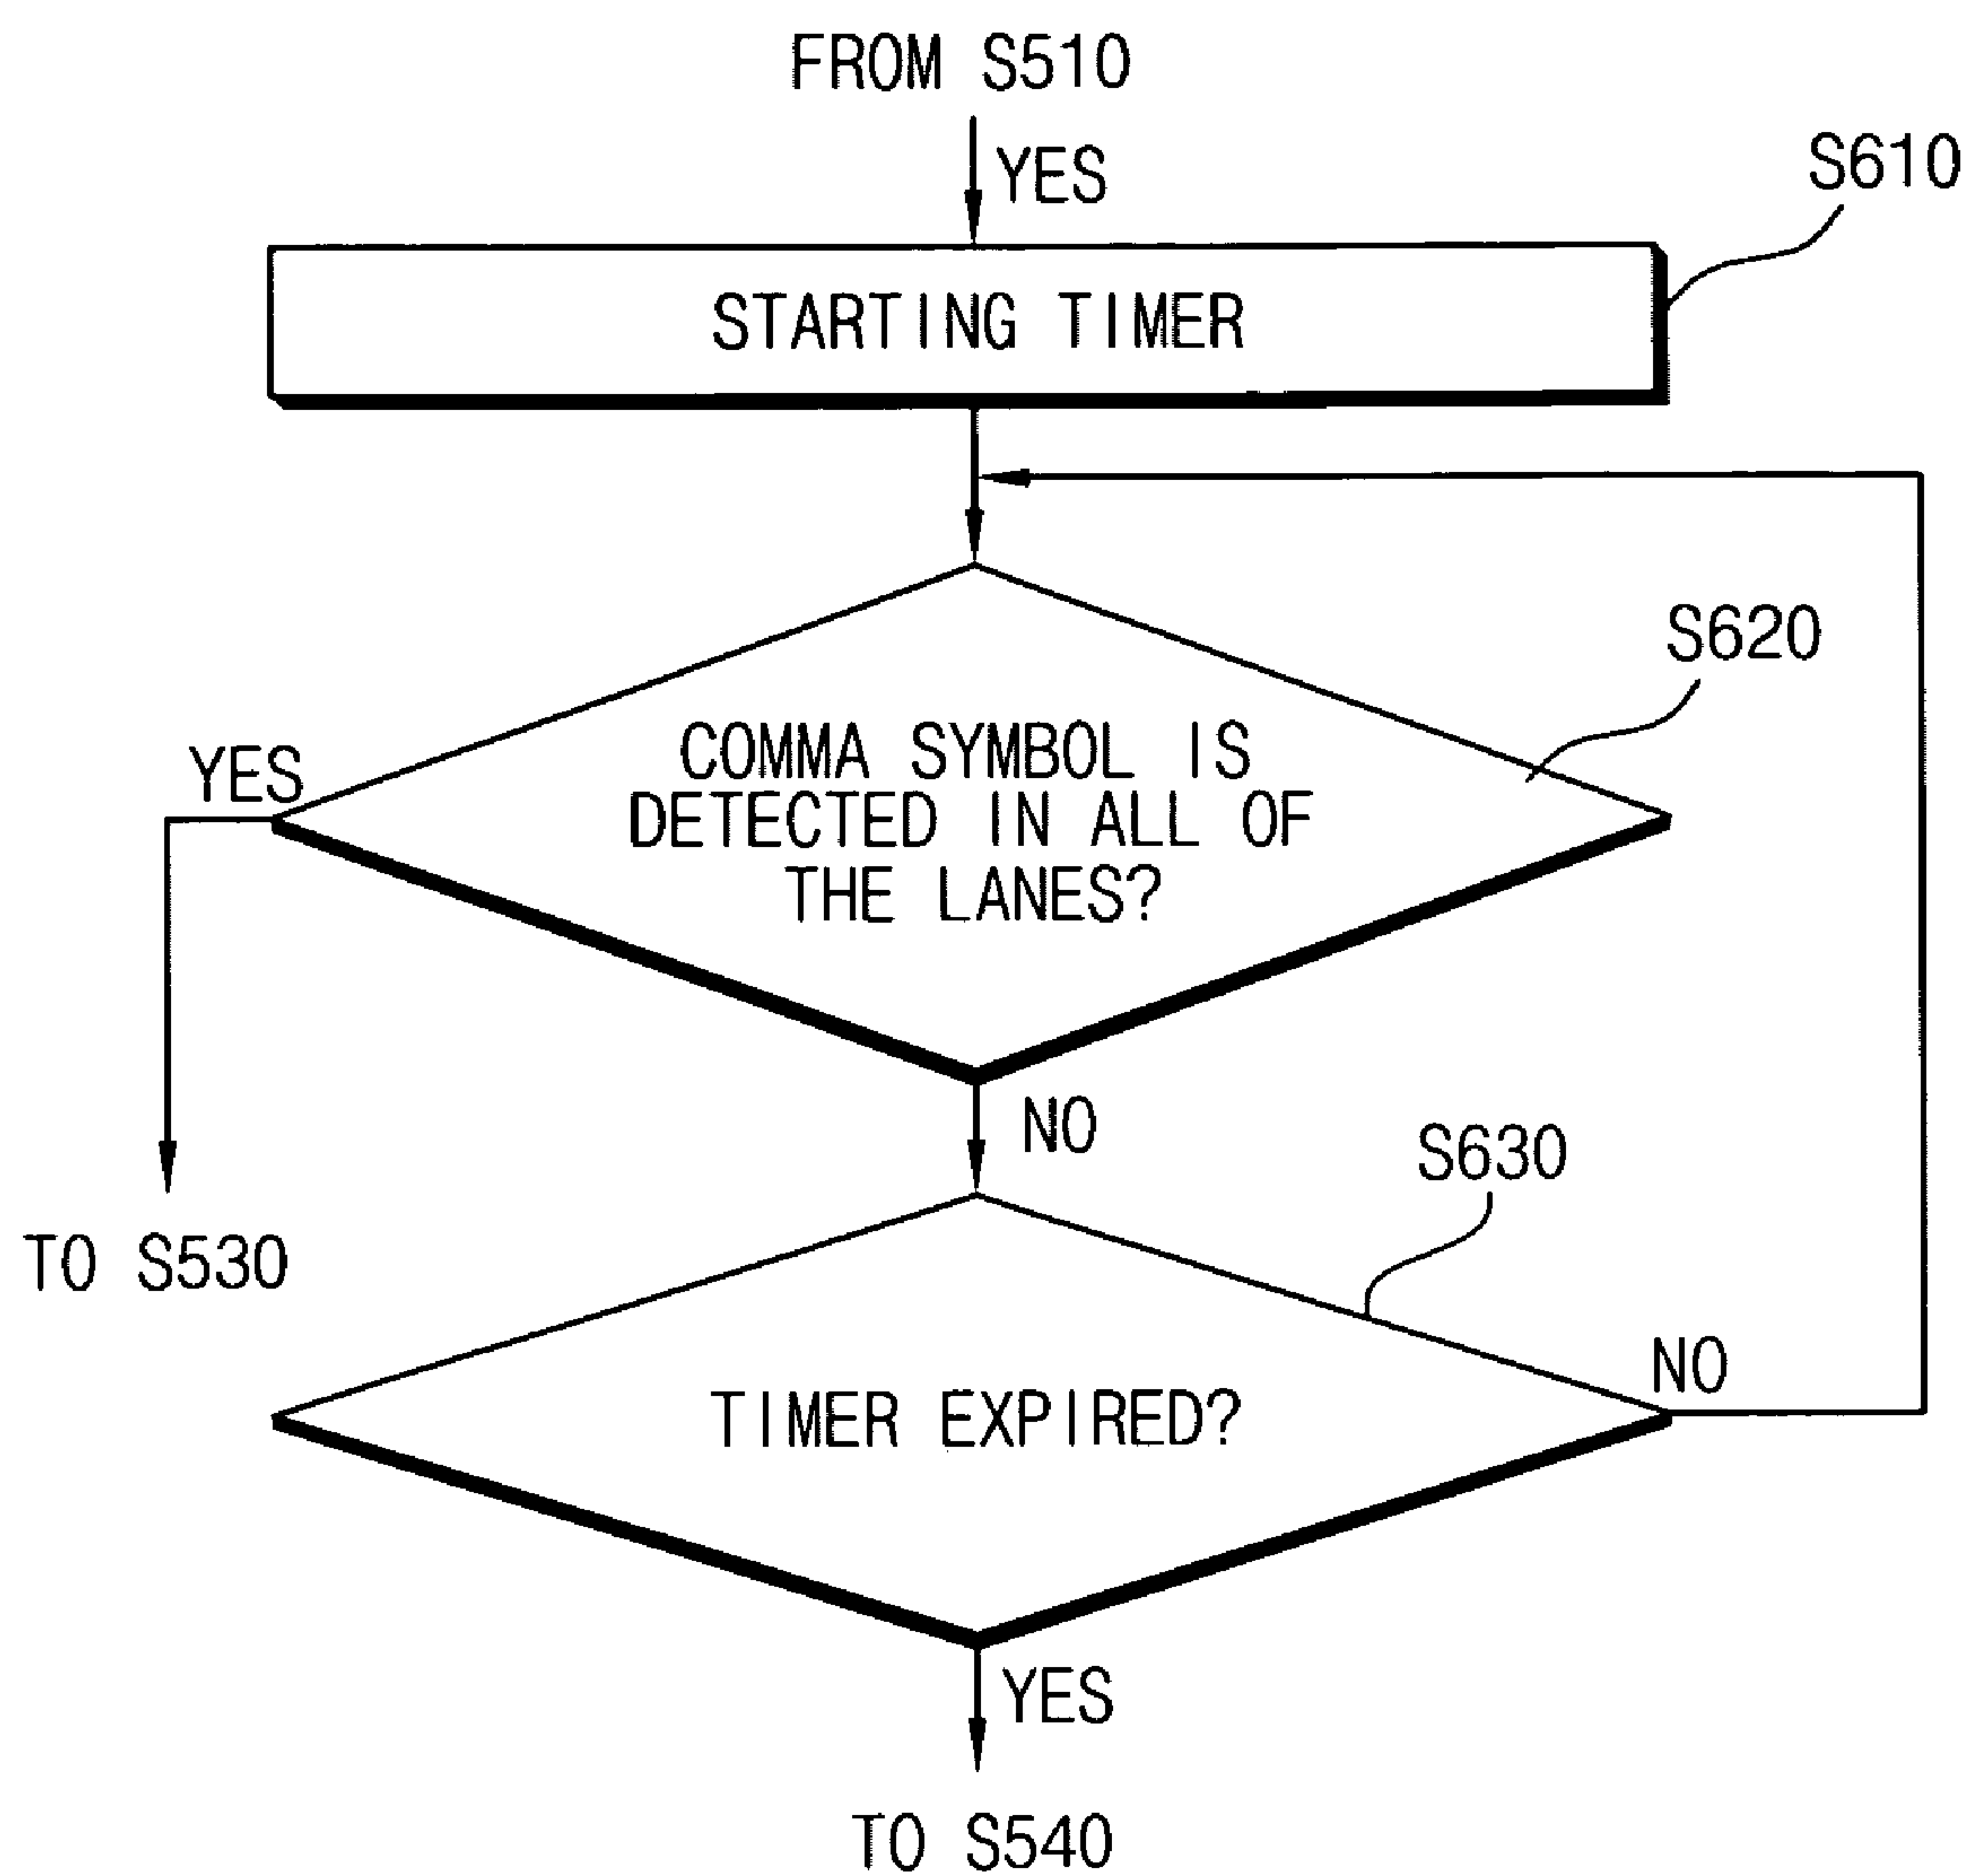 FROM S510
YES
S610
STARTING TIMER
S620
YES
COMMA SYMBOL IS
DETECTED IN ALL OF
THE LANES?
NO
S630
TO S530
NO
TIMER EXPIRED?
YES
TO S540